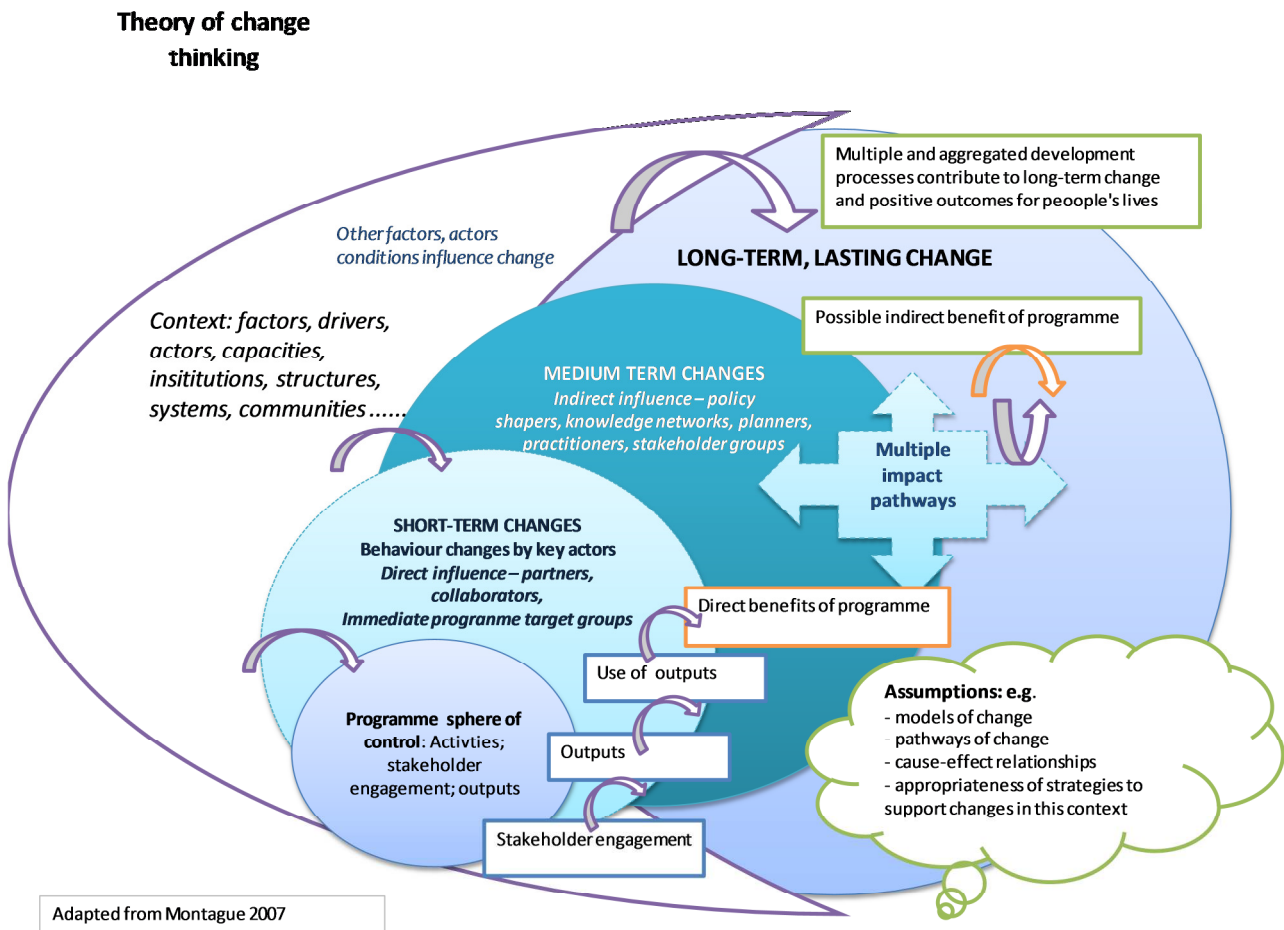 Theory of change
thinking
Multiple and aggregated development
processes contribute to long-term change
and positive outcomes for peoople's lives
Other factors, actors
conditions influence change
LONG-TERM, LASTING CHANGE
Context: factors, drivers,
actors, capacities,
insititutions, structures,
systems, communities ......
Possible indirect benefit of programme
MEDIUM TERM CHANGES
Indirect influence – policy
shapers, knowledge networks, planners,
practitioners, stakeholder groups
Multiple
impact
pathways
SHORT-TERM CHANGES
Behaviour changes by key actors
Direct influence – partners,
collaborators,
Immediate programme target groups
Direct benefits of programme
Use of outputs
Programme sphere of
control: Activties;
stakeholder
engagement; outputs
Outputs
Stakeholder engagement
Assumptions: e.g.
- models of change
- pathways of change
- cause-effect relationships
- appropriateness of strategies to
support changes in this context
Adapted from Montague 2007